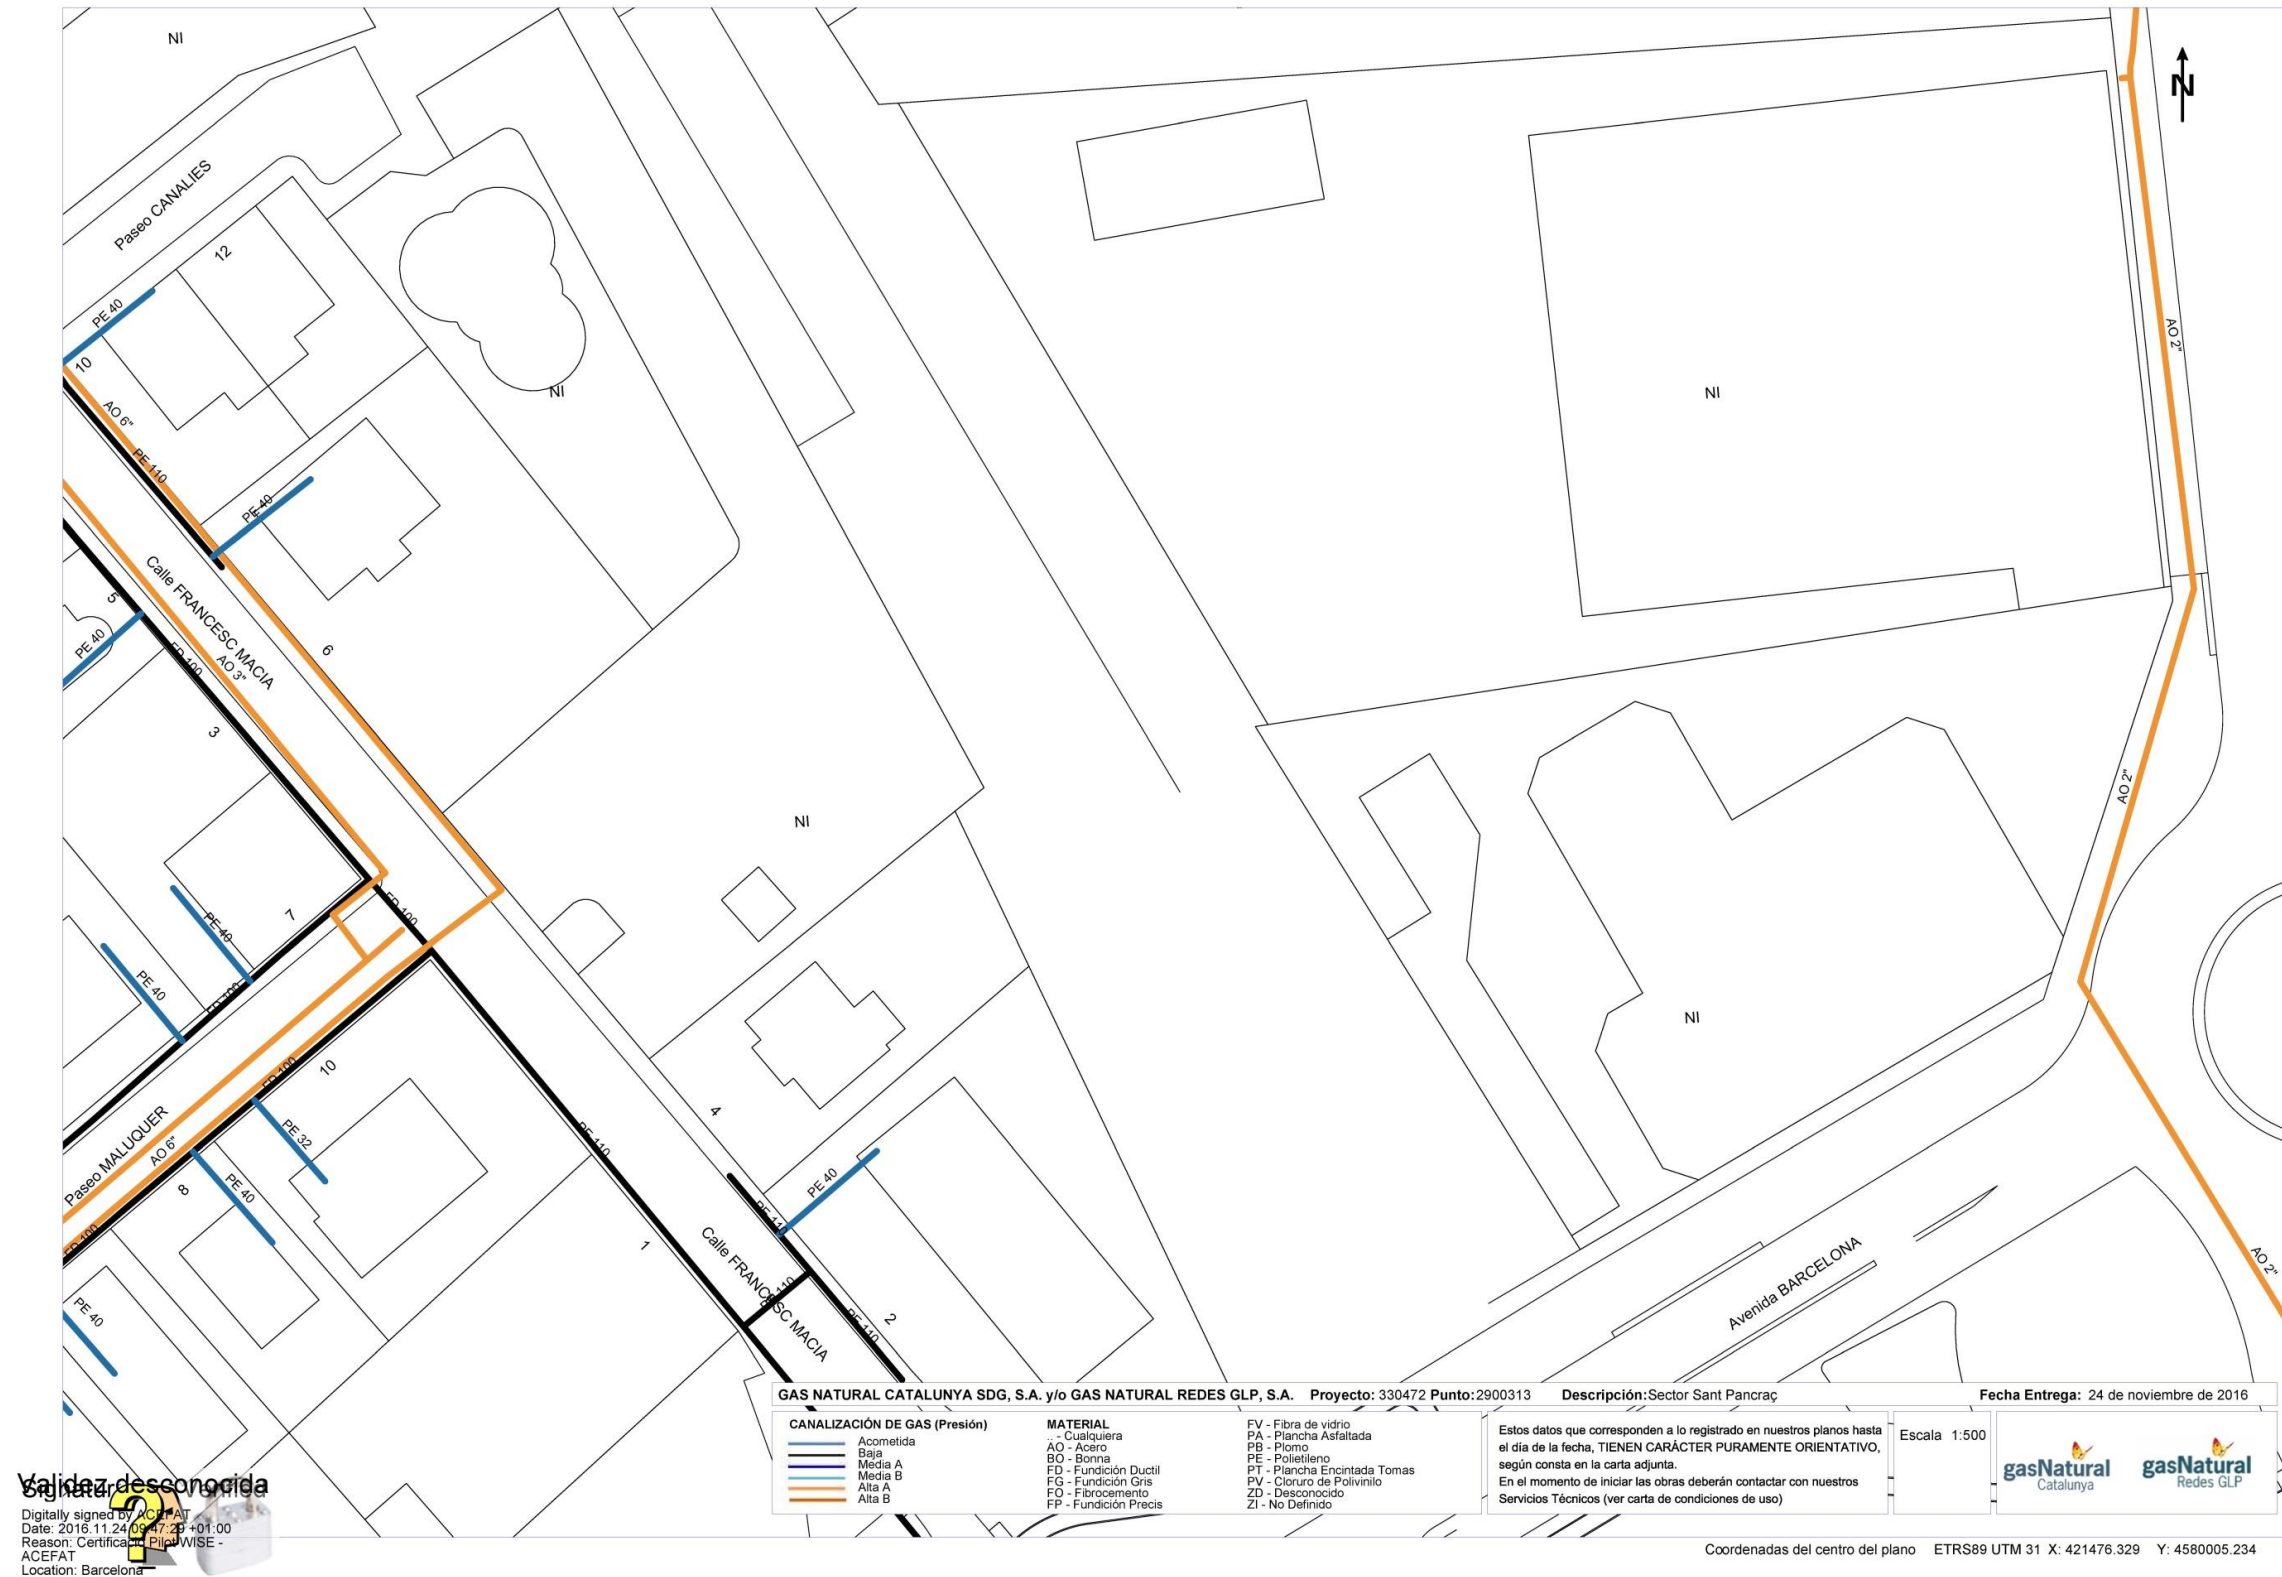 NI
N
Paseo CANALIES
12
PE 40
10
AO 6"
PE 110
PE 40
NI
NI
AO 2"
Calle FRANCESC MACIA
5
PE 40
FD 100
AO 3"
6
3
AO 2"
NI
7
FD 100
PE 40
PE 40
FD 100
NI
10
FD 100
PE 32
Paseo MALUQUER
AO 6"
8
PE 40
FD 100
4
PE 110
PE 40
PE 110
1
Calle FRANCESC MACIA
PE 110
PE 110
2
PE 40
Avenida BARCELONA
AO 2"
GAS NATURAL CATALUNYA SDG, S.A. y/o GAS NATURAL REDES GLP, S.A. Proyecto: 330472 Punto:2900313 Descripción:Sector Sant Pancraç Fecha Entrega: 24 de noviembre de 2016
CANALIZACIÓN DE GAS (Presión)
Acometida
Baja
Media A
Media B
Alta A
Alta B
MATERIAL
.. - Cualquiera
AO - Acero
BO - Bonna
FD - Fundición Ductil
FG - Fundición Gris
FO - Fibrocemento
FP - Fundición Precis
FV - Fibra de vidrio
PA - Plancha Asfaltada
PB - Plomo
PE - Polietileno
PT - Plancha Encintada Tomas
PV - Cloruro de Polivinilo
ZD - Desconocido
ZI - No Definido
Estos datos que corresponden a lo registrado en nuestros planos hasta
el día de la fecha, TIENEN CARÁCTER PURAMENTE ORIENTATIVO,
según consta en la carta adjunta.
En el momento de iniciar las obras deberán contactar con nuestros
Servicios Técnicos (ver carta de condiciones de uso)
Escala 1:500
gasNatural
Catalunya
gasNatural
Redes GLP
Validez desconocida
Digitally signed by ACEFAT
Date: 2016.11.24 09:47:29 +01:00
Reason: Certificació Pilot WISE -
ACEFAT
Location: Barcelona
Coordenadas del centro del plano ETRS89 UTM 31 X: 421476.329 Y: 4580005.234